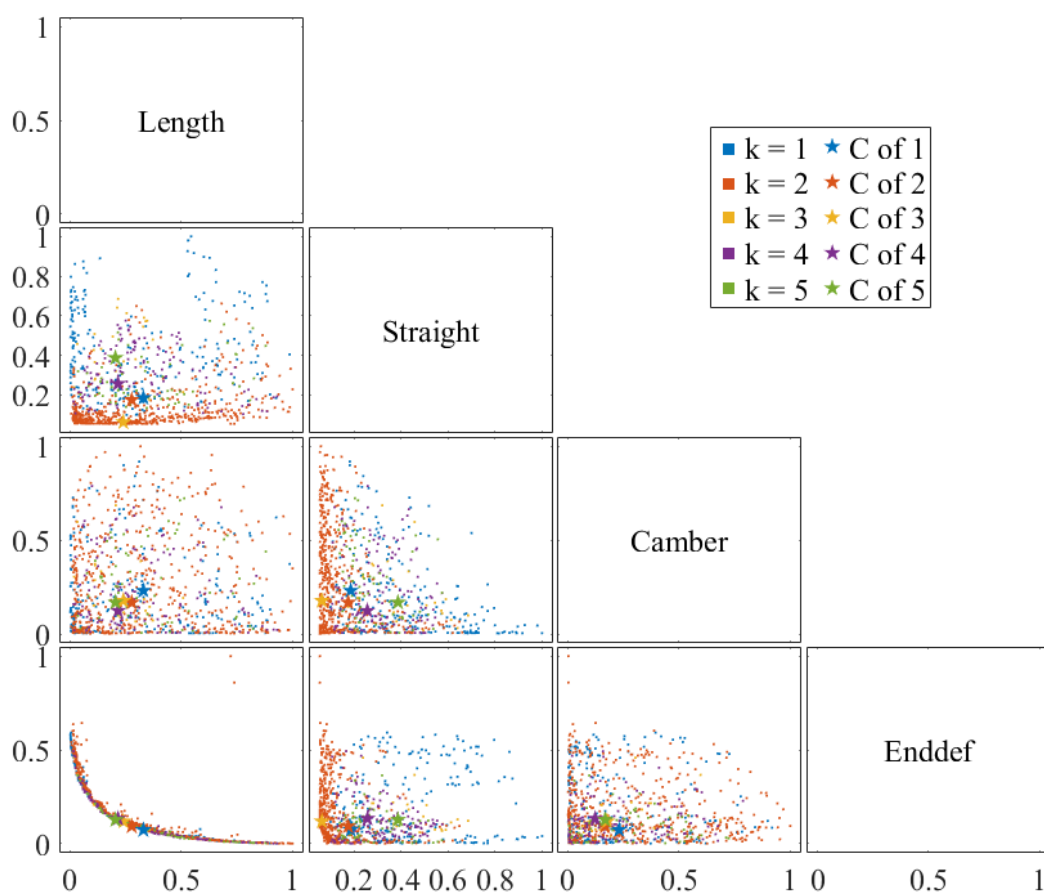 1
0.5
Length
0
k = 1 C of 1
k = 2 C of 2
k = 3 C of 3
k = 4 C of 4
k = 5 C of 5
1
0.8
0.6
Straight
0.4
0.2
1
0.5
Camber
0
1
0.5
Enddef
0
0 0.5 1 0.2 0.4 0.6 0.8 1 0 0.5 1 0 0.5 1